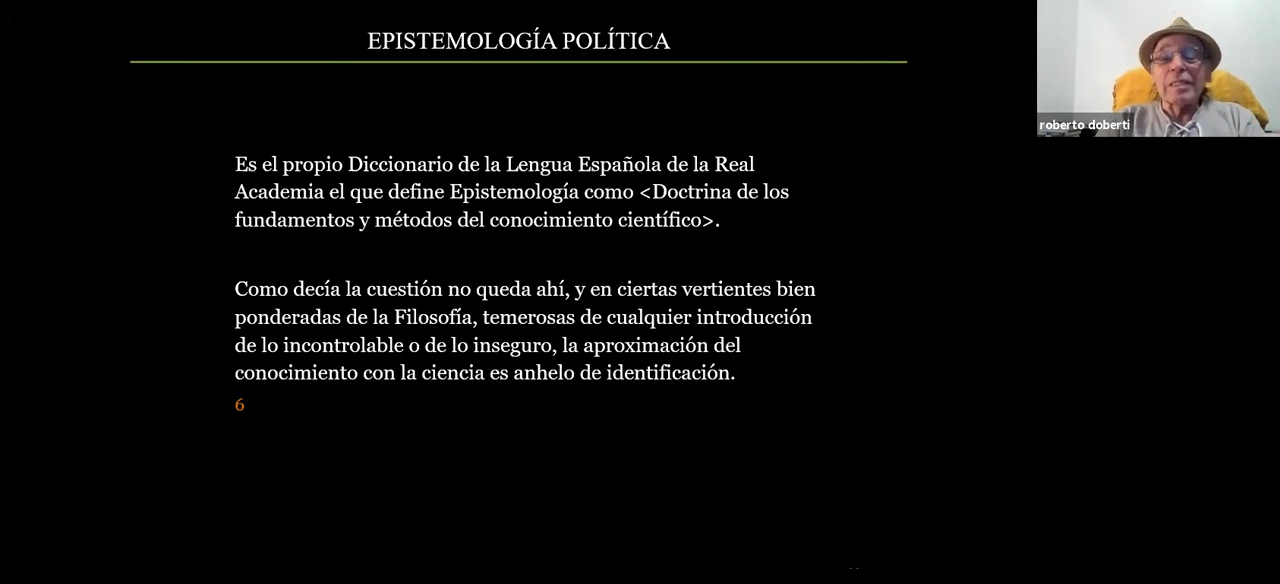 EPISTEMOLOGÍA POLÍTICA
roberto doberti
Es el propio Diccionario de la Lengua Española de la Real
Academia el que define Epistemología como <Doctrina de los
fundamentos y métodos del conocimiento científico>.
Como decía la cuestión no queda ahí, y en ciertas vertientes bien
ponderadas de la Filosofía, temerosas de cualquier introducción
de lo incontrolable o de lo inseguro, la aproximación del
conocimiento con la ciencia es anhelo de identificación.
6